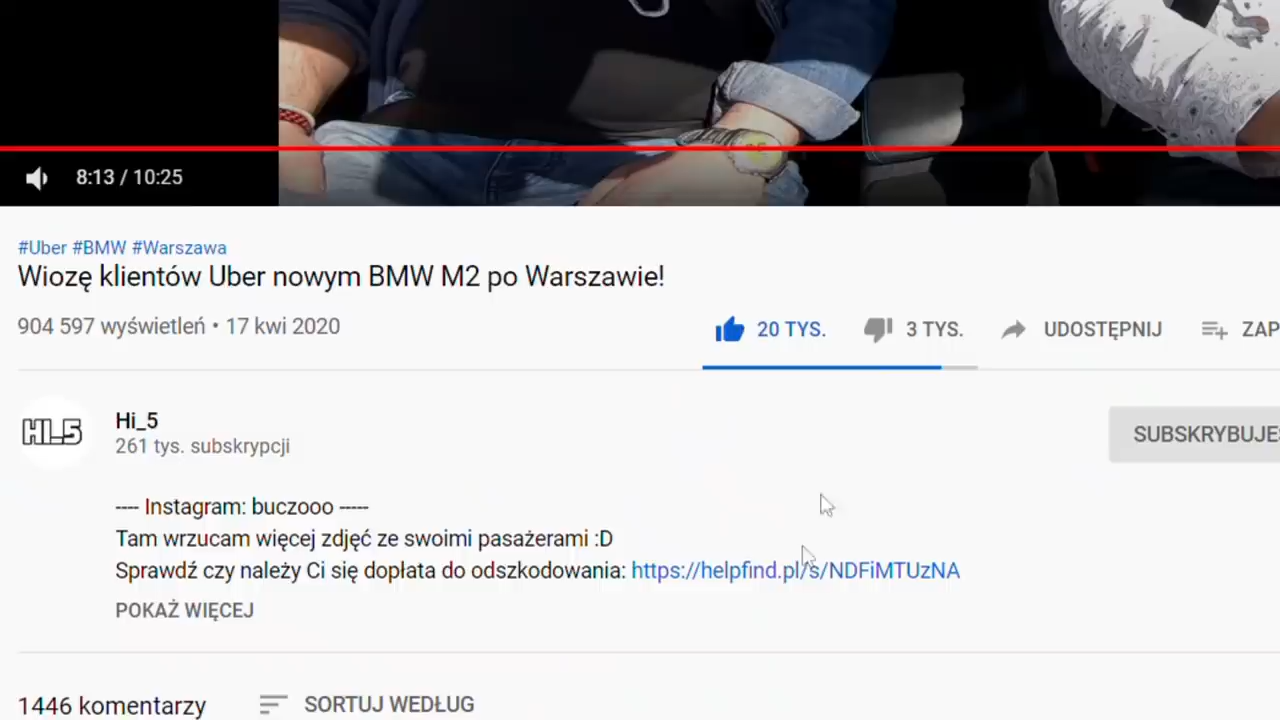 8:13 / 10:25
#Uber #BMW #Warszawa
Wiozę klientów Uber nowym BMW M2 po Warszawie!
904 597 wyświetleń • 17 kwi 2020
20 TYS. 3 TYS. UDOSTĘPNIJ ZAP
HI_5
Hi_5
261 tys. subskrypcji
SUBSKRYBUJES
---- Instagram: buczooo -----
Tam wrzucam więcej zdjęć ze swoimi pasażerami :D
Sprawdź czy należy Ci się dopłata do odszkodowania: https://helpfind.pl/s/NDFiMTUzNA
POKAŻ WIĘCEJ
1446 komentarzy SORTUJ WEDŁUG